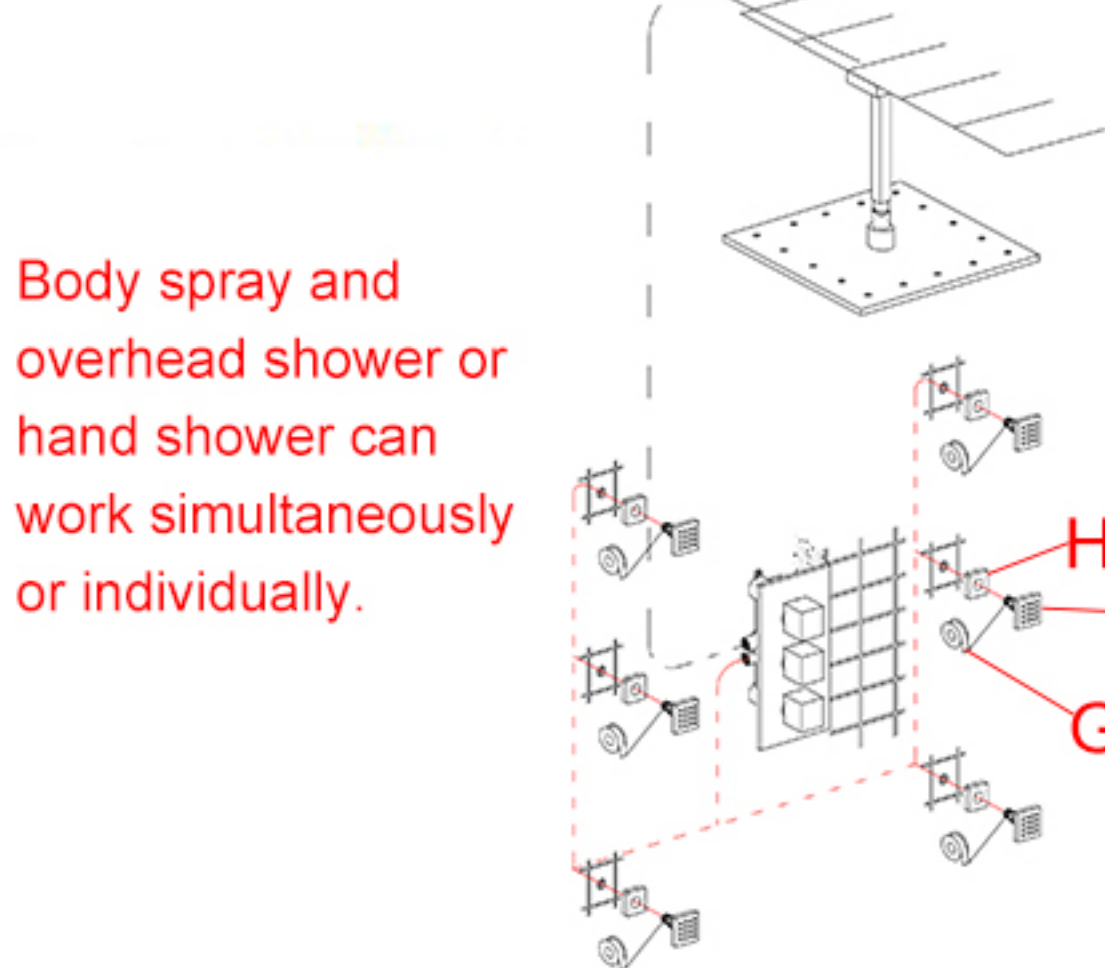 Body spray and
overhead shower or
hand shower can
work simultaneously
or individually.
H
G